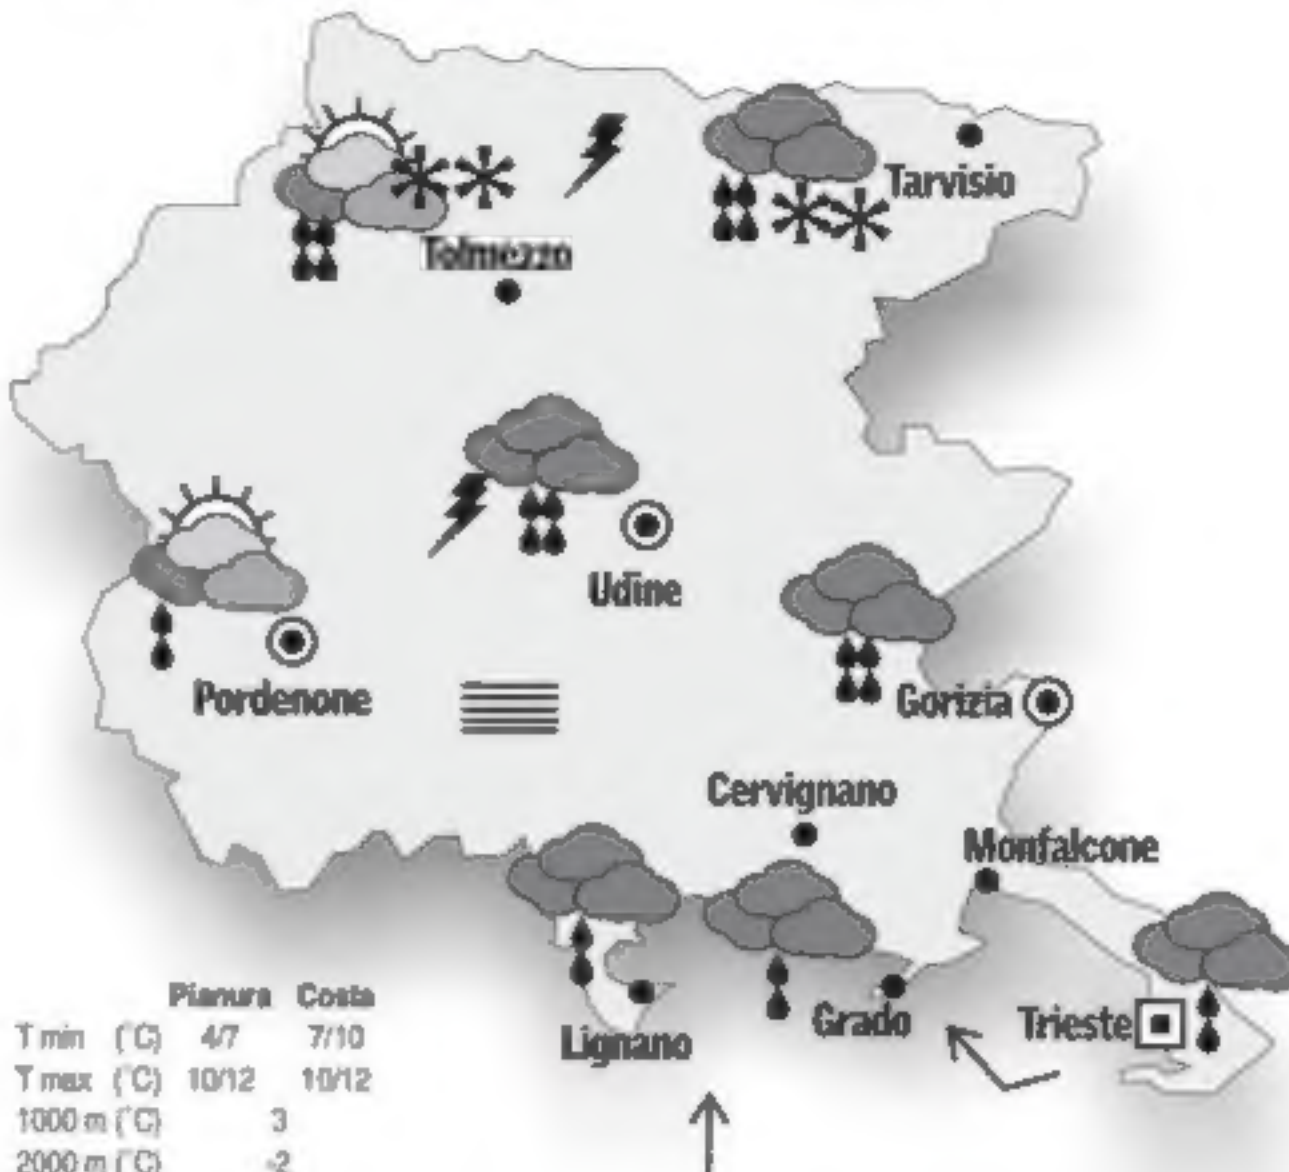 Tarvisio
Tolmezzo
Udine
Pordenone
Gorizia
Cervignano
Monfalcone
Lignano
Grado
Trieste
Pianura Costa
T min (°C) 4/7 7/10
T max (°C) 10/12 10/12
1000 m (°C) 3
2000 m (°C) -2